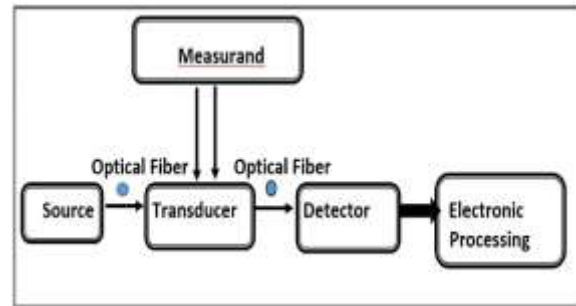 Measurand
Optical Fiber
Optical Fiber
Source
Transducer
Detector
Electronic
Processing